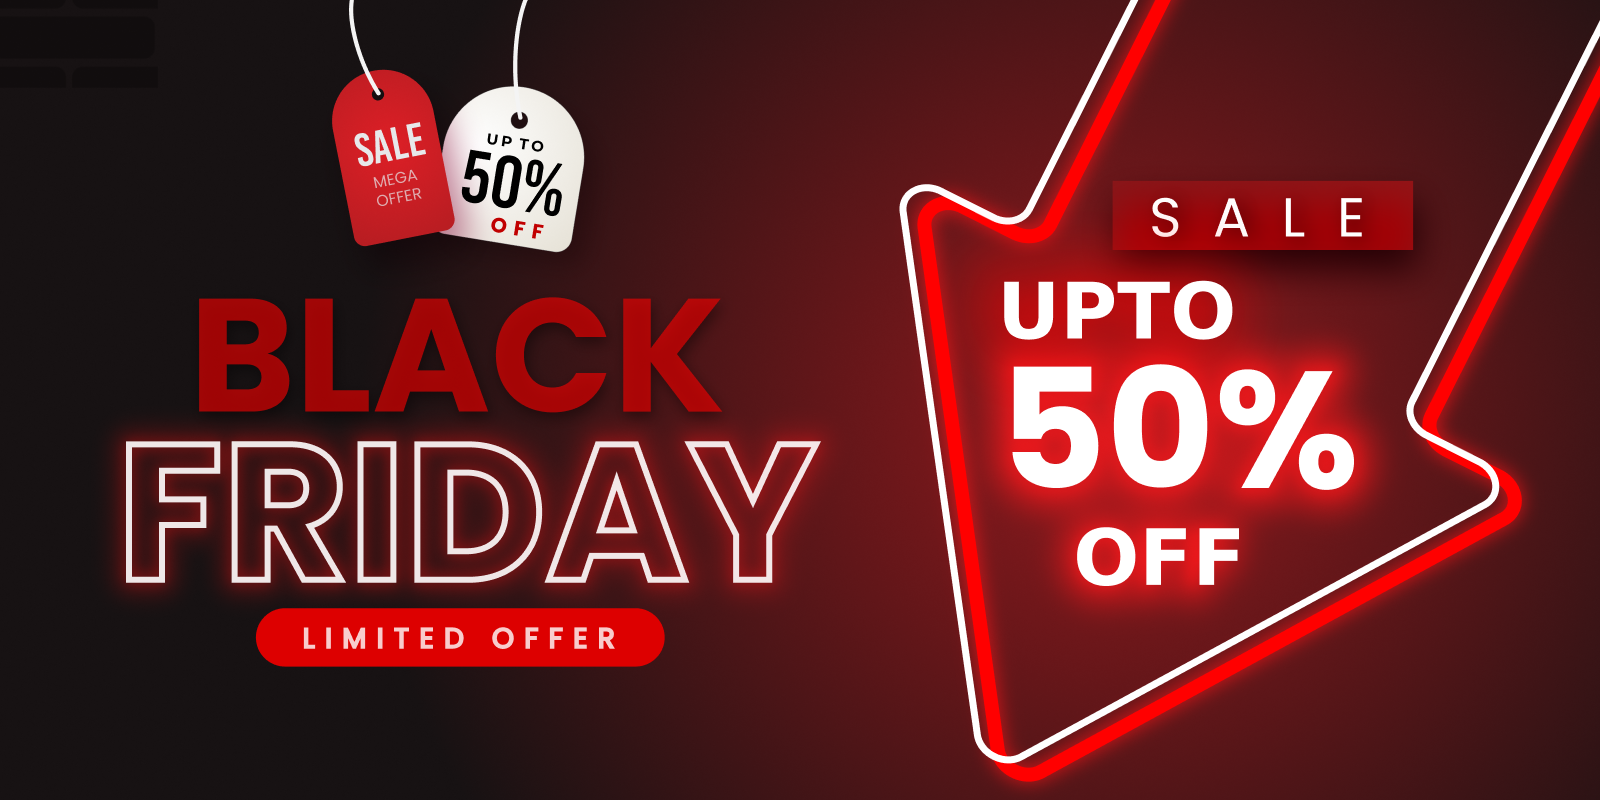 SALE
MEGA
OFFER
UP TO
50%
OFF
BLACK
FRIDAY
LIMITED OFFER
SALE
UPTO
50%
OFF